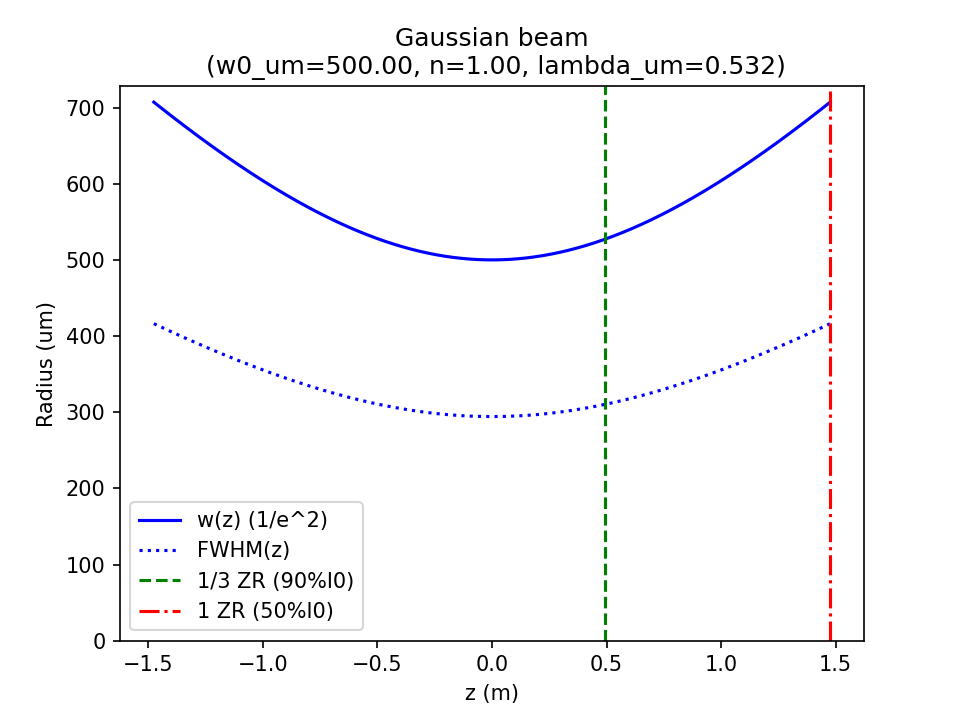 Gaussian beam
(w0_um=500.00, n=1.00, lambda_um=0.532)
Radius (um)
700
600
500
400
300
200
100
0
w(z) (1/e^2)
FWHM(z)
1/3 ZR (90%I0)
1 ZR (50%I0)
−1.5 −1.0 −0.5 0.0 0.5 1.0 1.5
z (m)